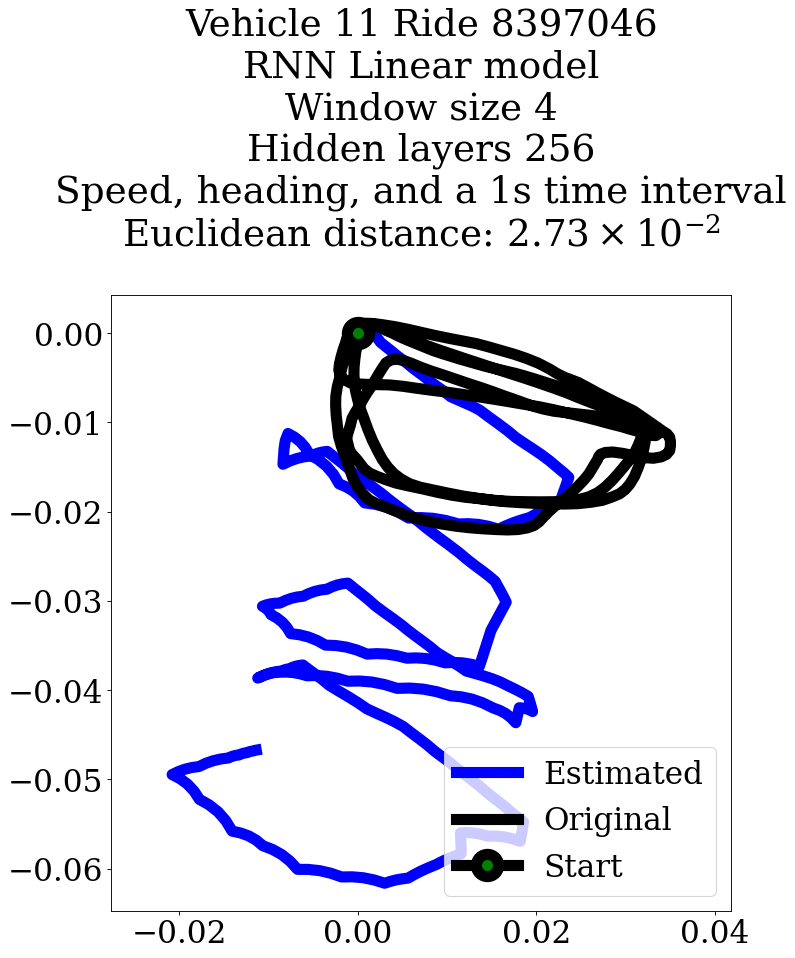 Vehicle 11 Ride 8397046
RNN Linear model
Window size 4
Hidden layers 256
Speed, heading, and a 1s time interval
Euclidean distance: 2.73 × 10⁻²
0.00
−0.01
−0.02
−0.03
−0.04
−0.05
−0.06
Estimated
Original
Start
−0.02 0.00 0.02 0.04